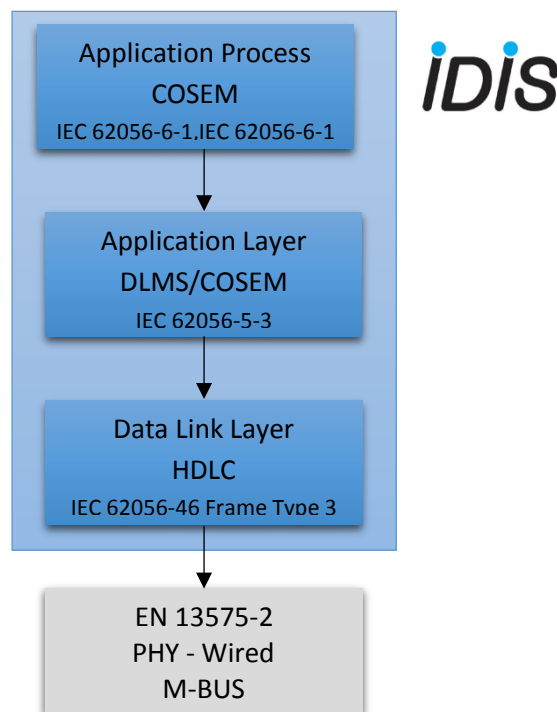 Application Process
COSEM
IEC 62056-6-1,IEC 62056-6-1
iDiS
Application Layer
DLMS/COSEM
IEC 62056-5-3
Data Link Layer
HDLC
IEC 62056-46 Frame Type 3
EN 13575-2
PHY - Wired
M-BUS